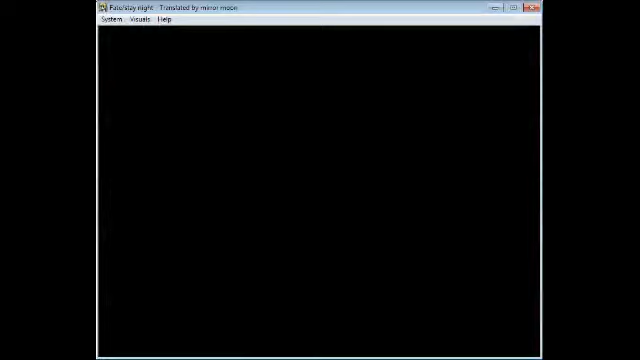 Fate/stay night - Translated by mirror moon
System Visuals Help